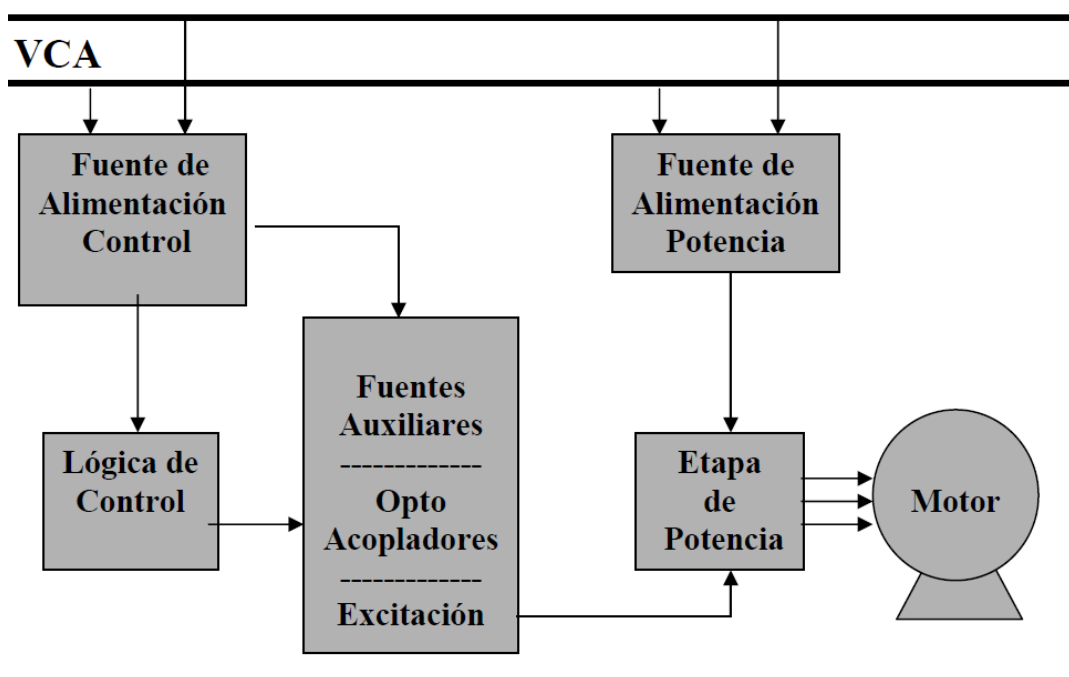 VCA
Fuente de
Alimentación
Control
Fuente de
Alimentación
Potencia
Fuentes
Auxiliares
-------------
Opto
Acopladores
-------------
Excitación
Lógica de
Control
Etapa
de
Potencia
Motor